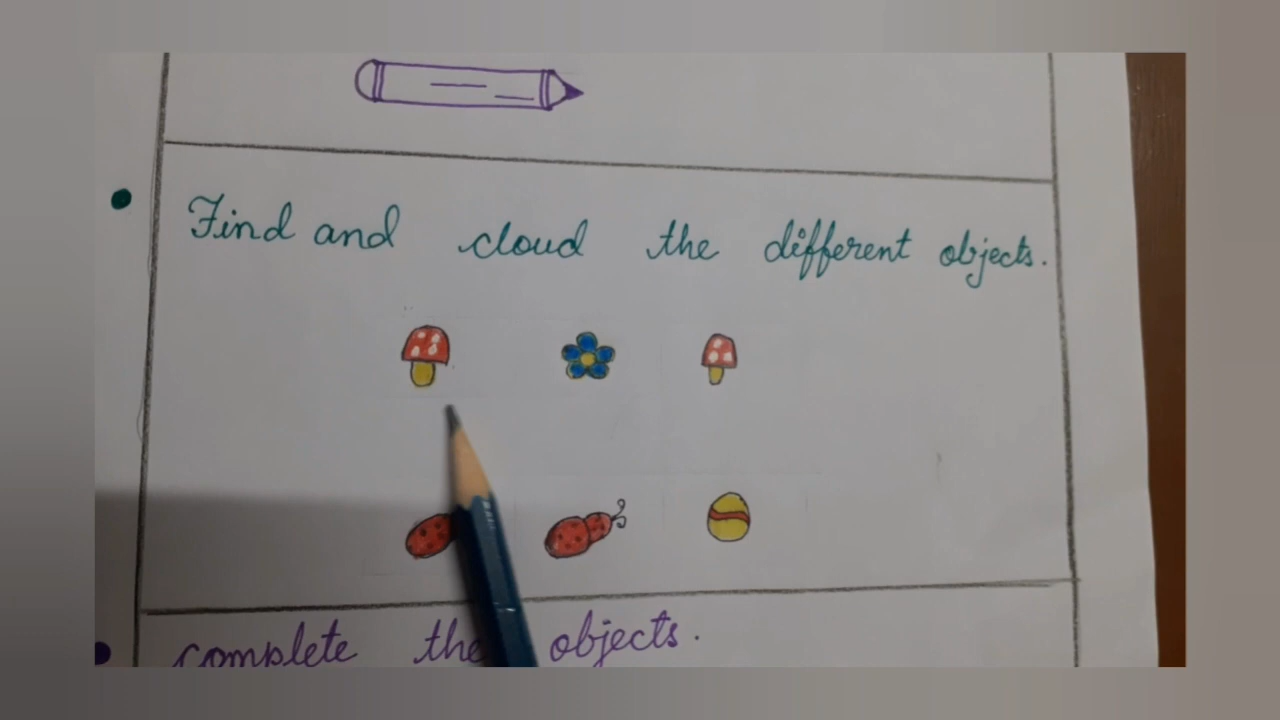 Find and cloud the different objects.
complete the objects.